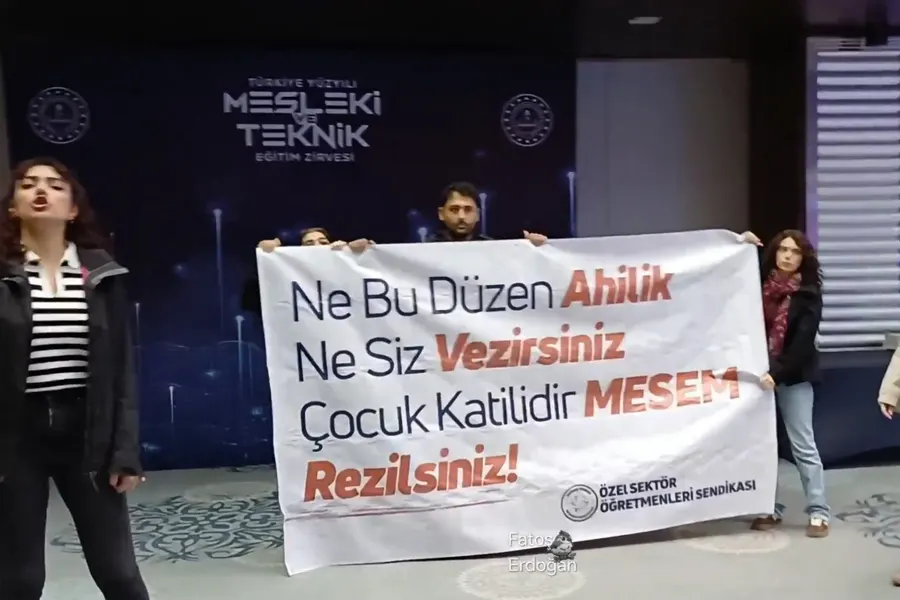 TÜRKİYE YÜZYILI
MESLEKİ
VE
TEKNİK
EĞİTİM ZİRVESİ
Ne Bu Düzen Ahilik
Ne Siz Vezirsiniz
Çocuk Katilidir MESEM
Rezilsiniz!
ÖZEL SEKTÖR
ÖĞRETMENLERİ SENDİKASI
Fatos
Erdoğan